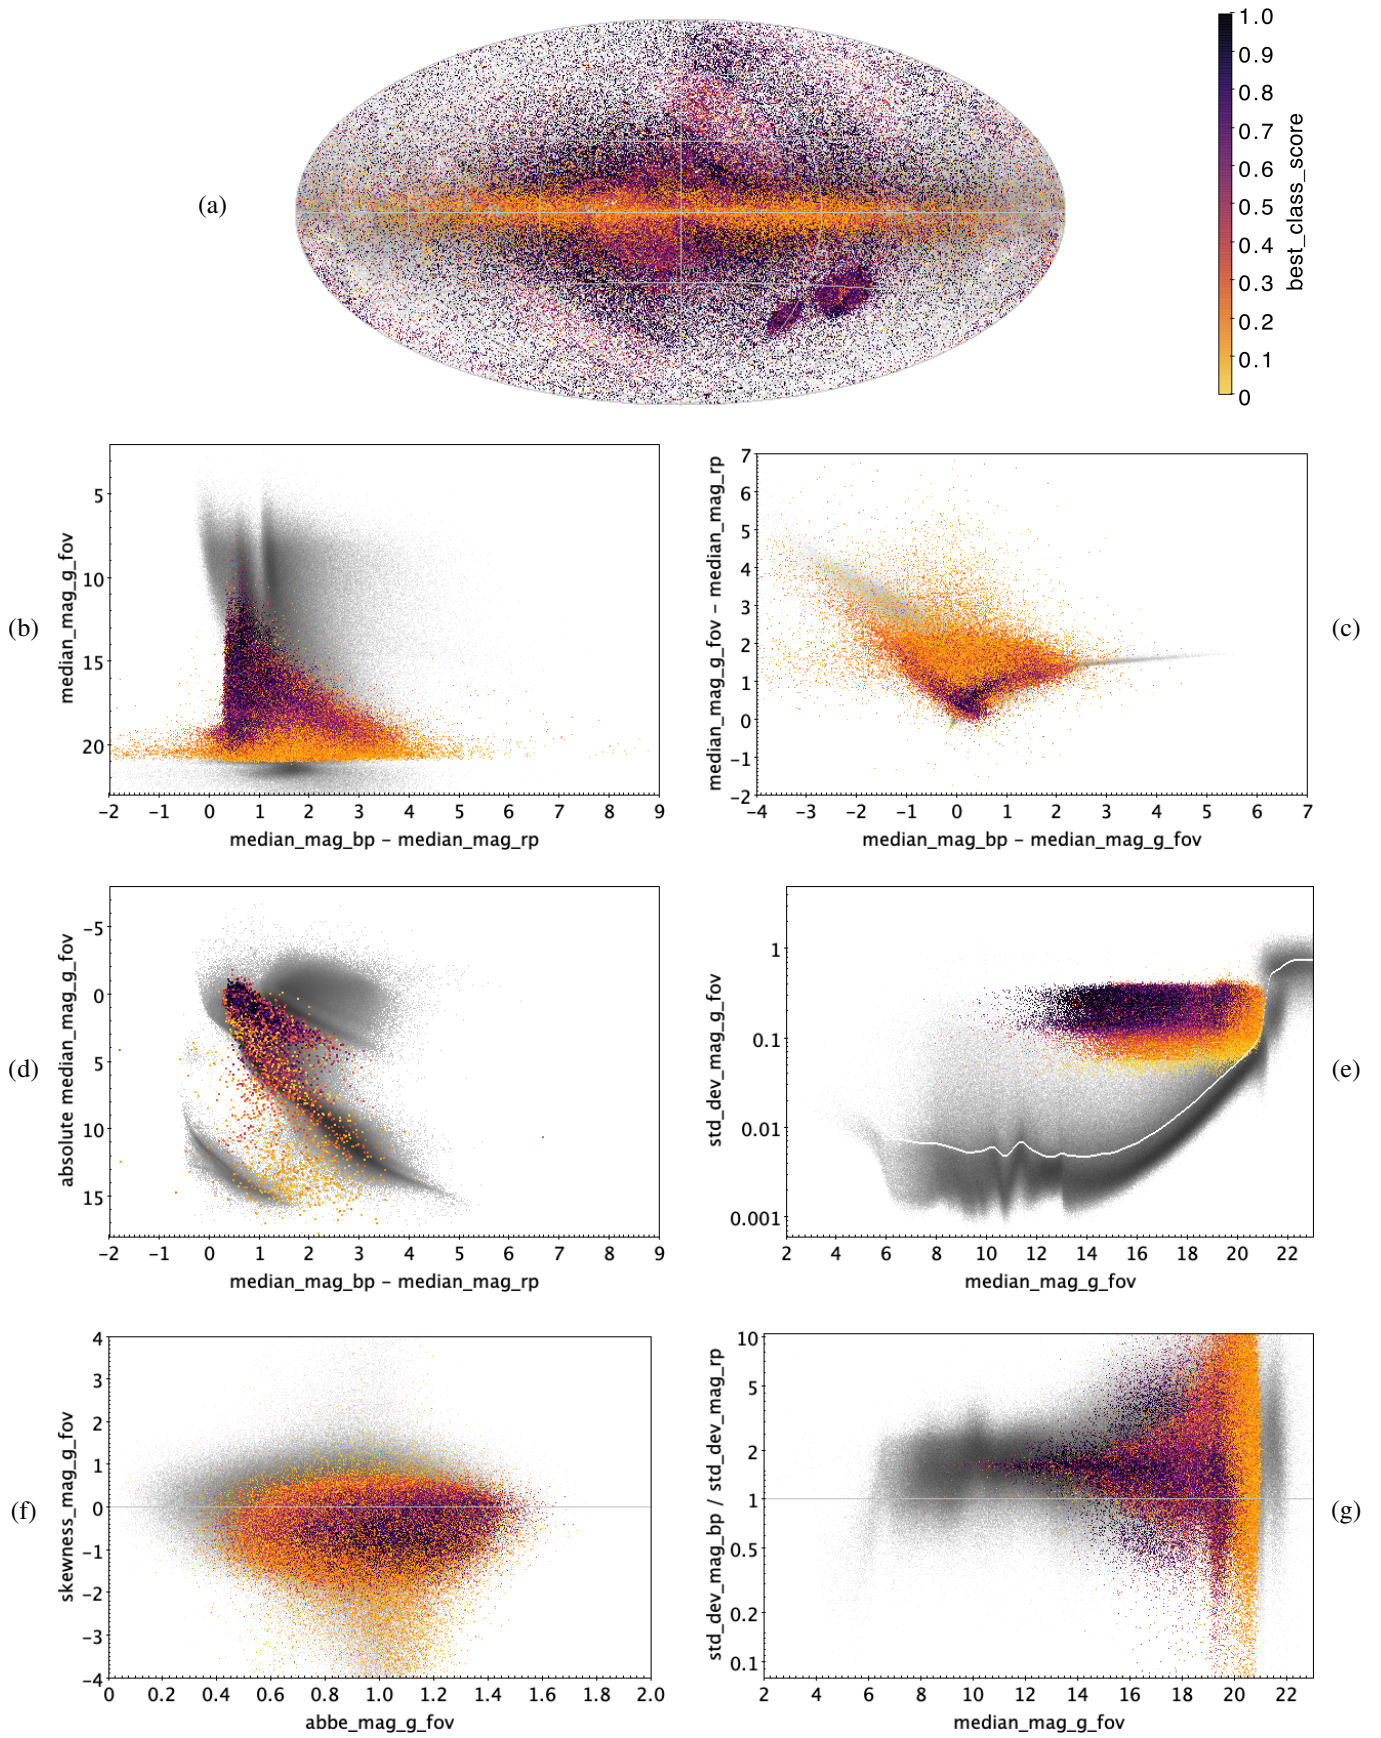 (a)
1.0
0.9
0.8
0.7
0.6
0.5
0.4
0.3
0.2
0.1
0
best_class_score
(b)
median_mag_g_fov
5
10
15
20
−2 −1 0 1 2 3 4 5 6 7 8 9
median_mag_bp − median_mag_rp
(c)
median_mag_g_fov − median_mag_rp
7
6
5
4
3
2
1
0
−1
−2
−4 −3 −2 −1 0 1 2 3 4 5 6 7
median_mag_bp − median_mag_g_fov
(d)
absolute median_mag_g_fov
−5
0
5
10
15
−2 −1 0 1 2 3 4 5 6 7 8 9
median_mag_bp − median_mag_rp
(e)
std_dev_mag_g_fov
1
0.1
0.01
0.001
2 4 6 8 10 12 14 16 18 20 22
median_mag_g_fov
(f)
skewness_mag_g_fov
4
3
2
1
0
−1
−2
−3
−4
0 0.2 0.4 0.6 0.8 1.0 1.2 1.4 1.6 1.8 2.0
abbe_mag_g_fov
(g)
std_dev_mag_bp / std_dev_mag_rp
10
5
2
1
0.5
0.2
0.1
2 4 6 8 10 12 14 16 18 20 22
median_mag_g_fov